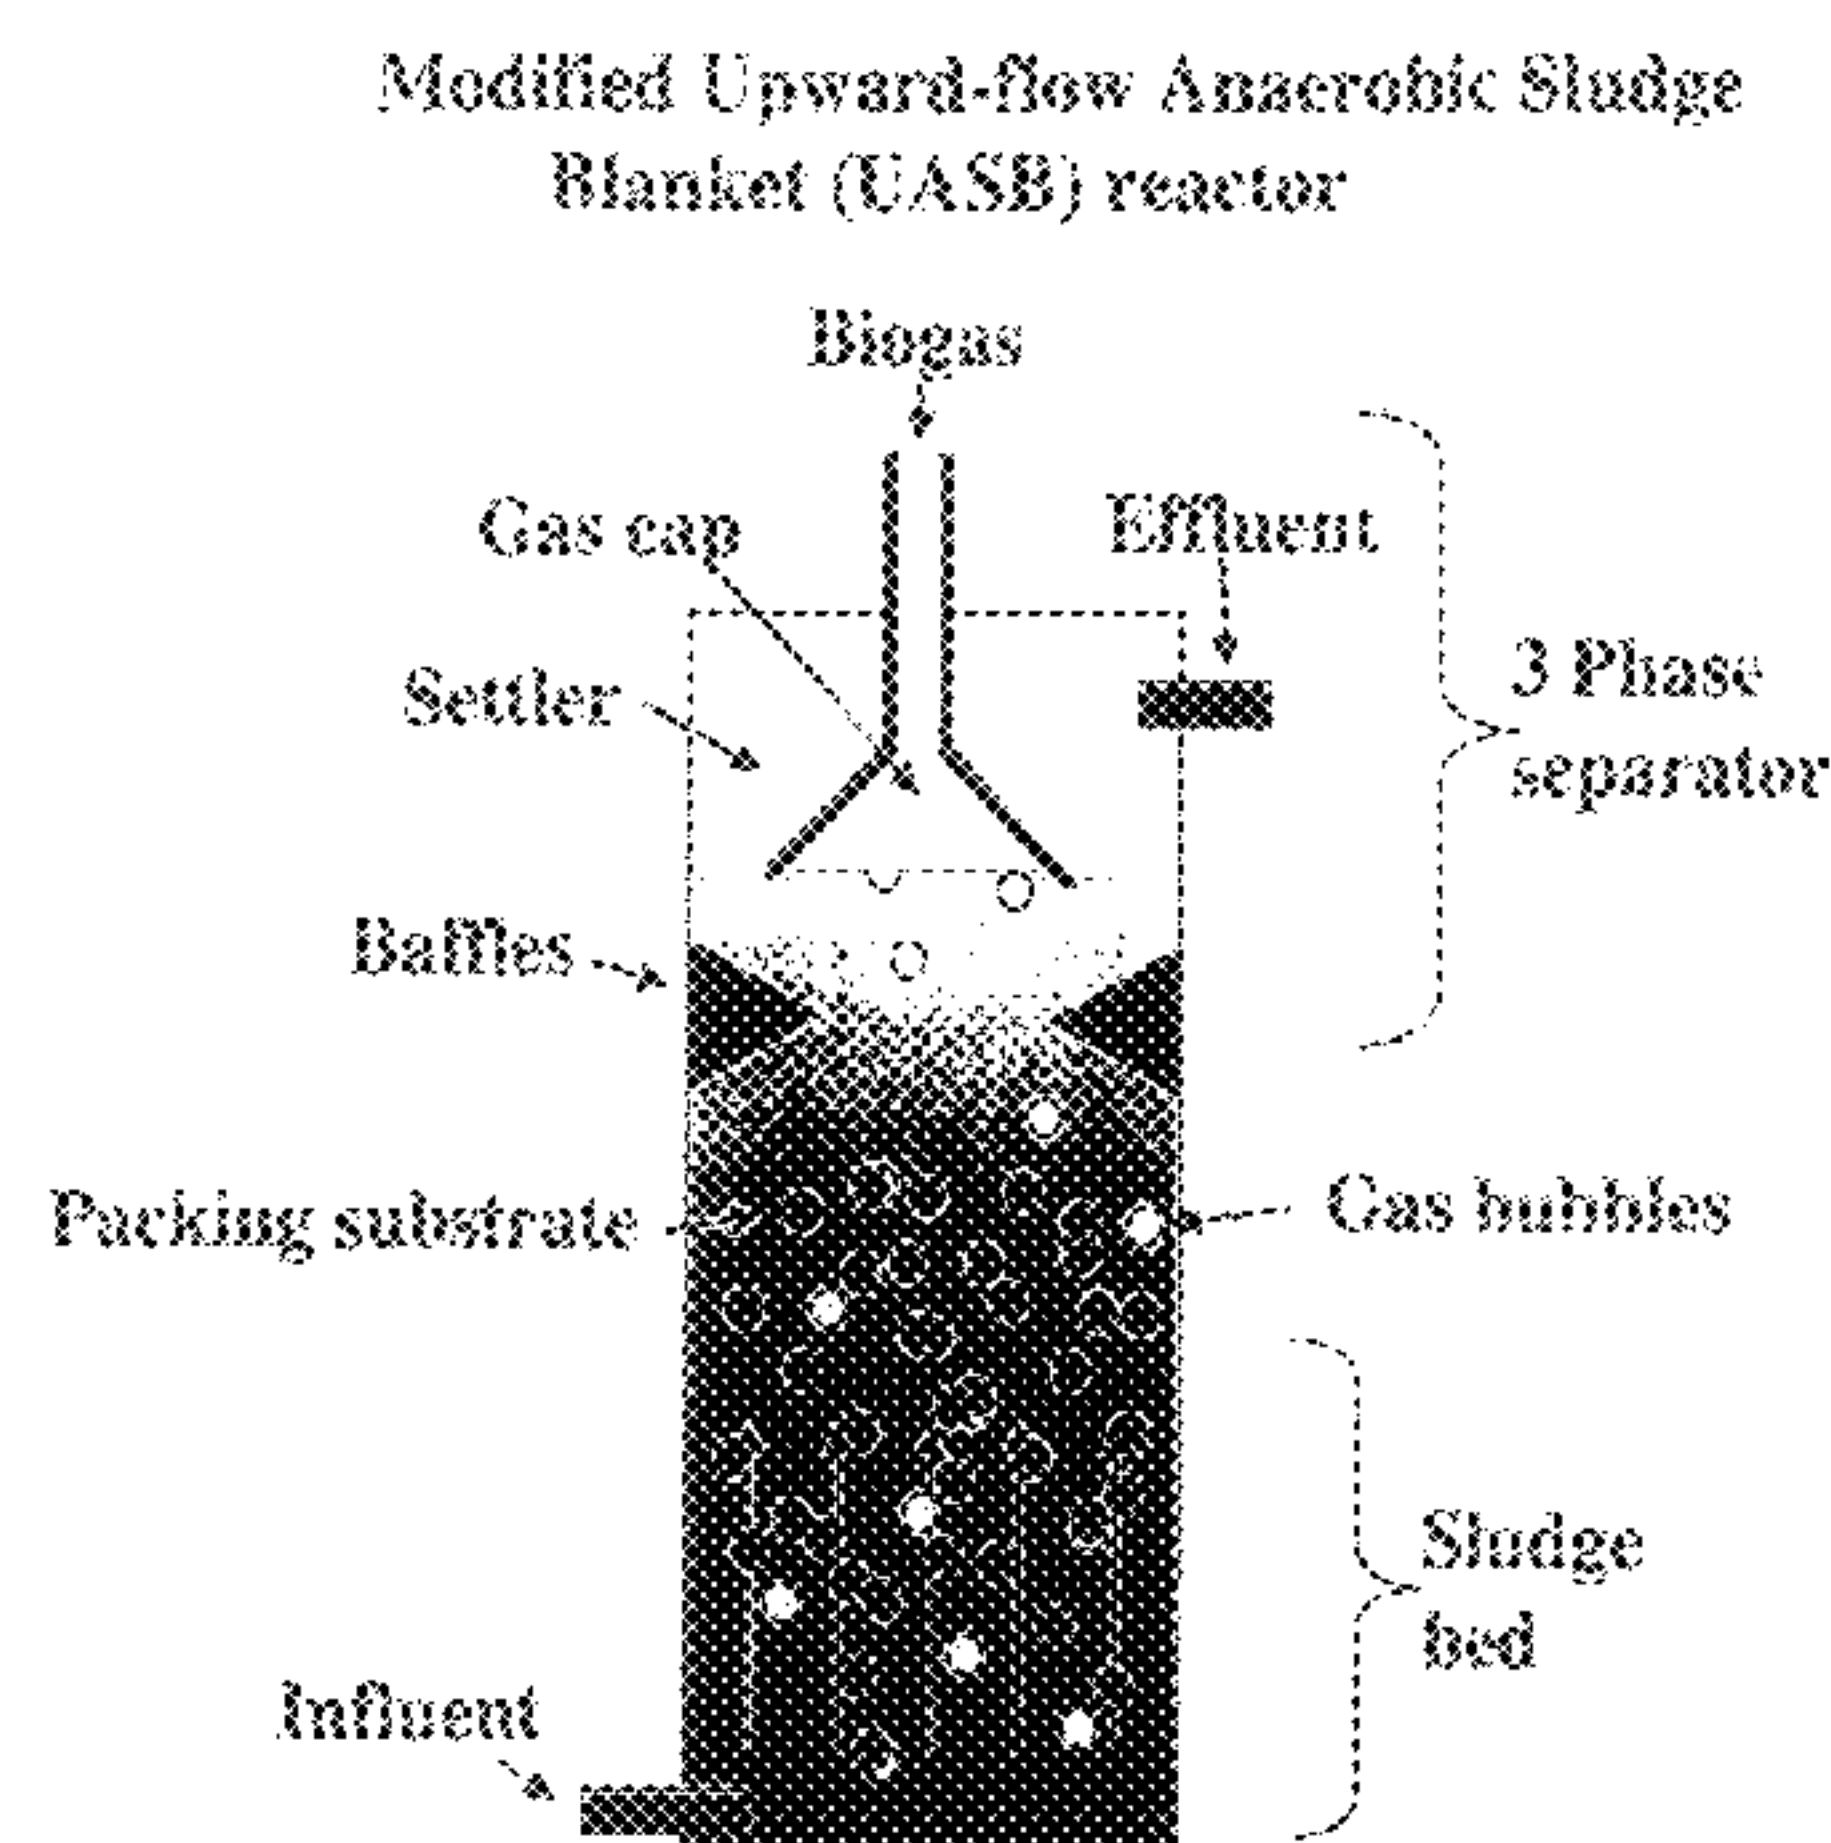 Modified Upward-flow Anaerobic Sludge
Blanket (UASB) reactor
Biogas
Gas cap
Effluent
Settler
3 Phase
separator
Baffles
Packing substrate
Gas bubbles
Sludge
bed
Influent